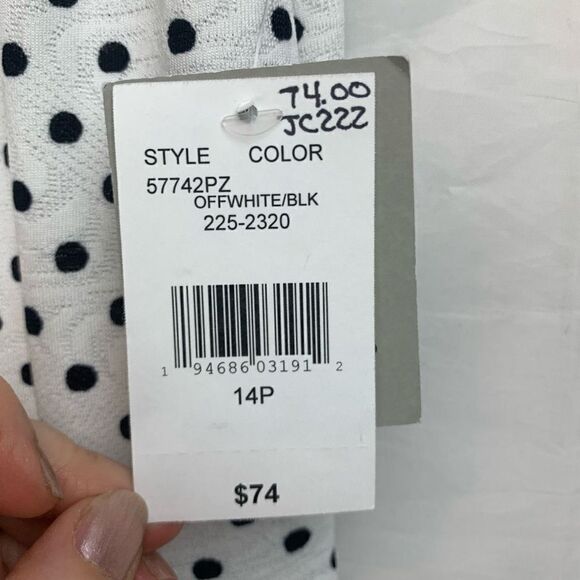 74.00
JC222
STYLE COLOR
57742PZ
OFFWHITE/BLK
225-2320
1 94686 03191 2
14P
$74